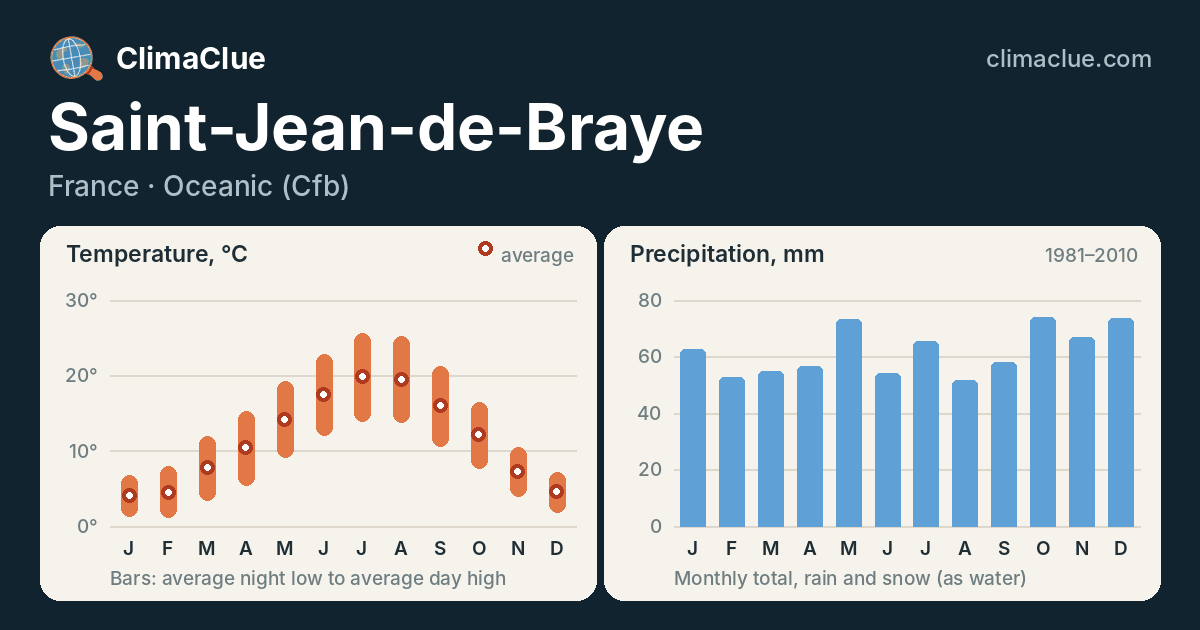 ClimaClue
climaclue.com
Saint-Jean-de-Braye
France · Oceanic (Cfb)
Temperature, °C
average
30°
20°
10°
0°
J F M A M J J A S O N D
Bars: average night low to average day high
Precipitation, mm
1981–2010
80
60
40
20
0
J F M A M J J A S O N D
Monthly total, rain and snow (as water)